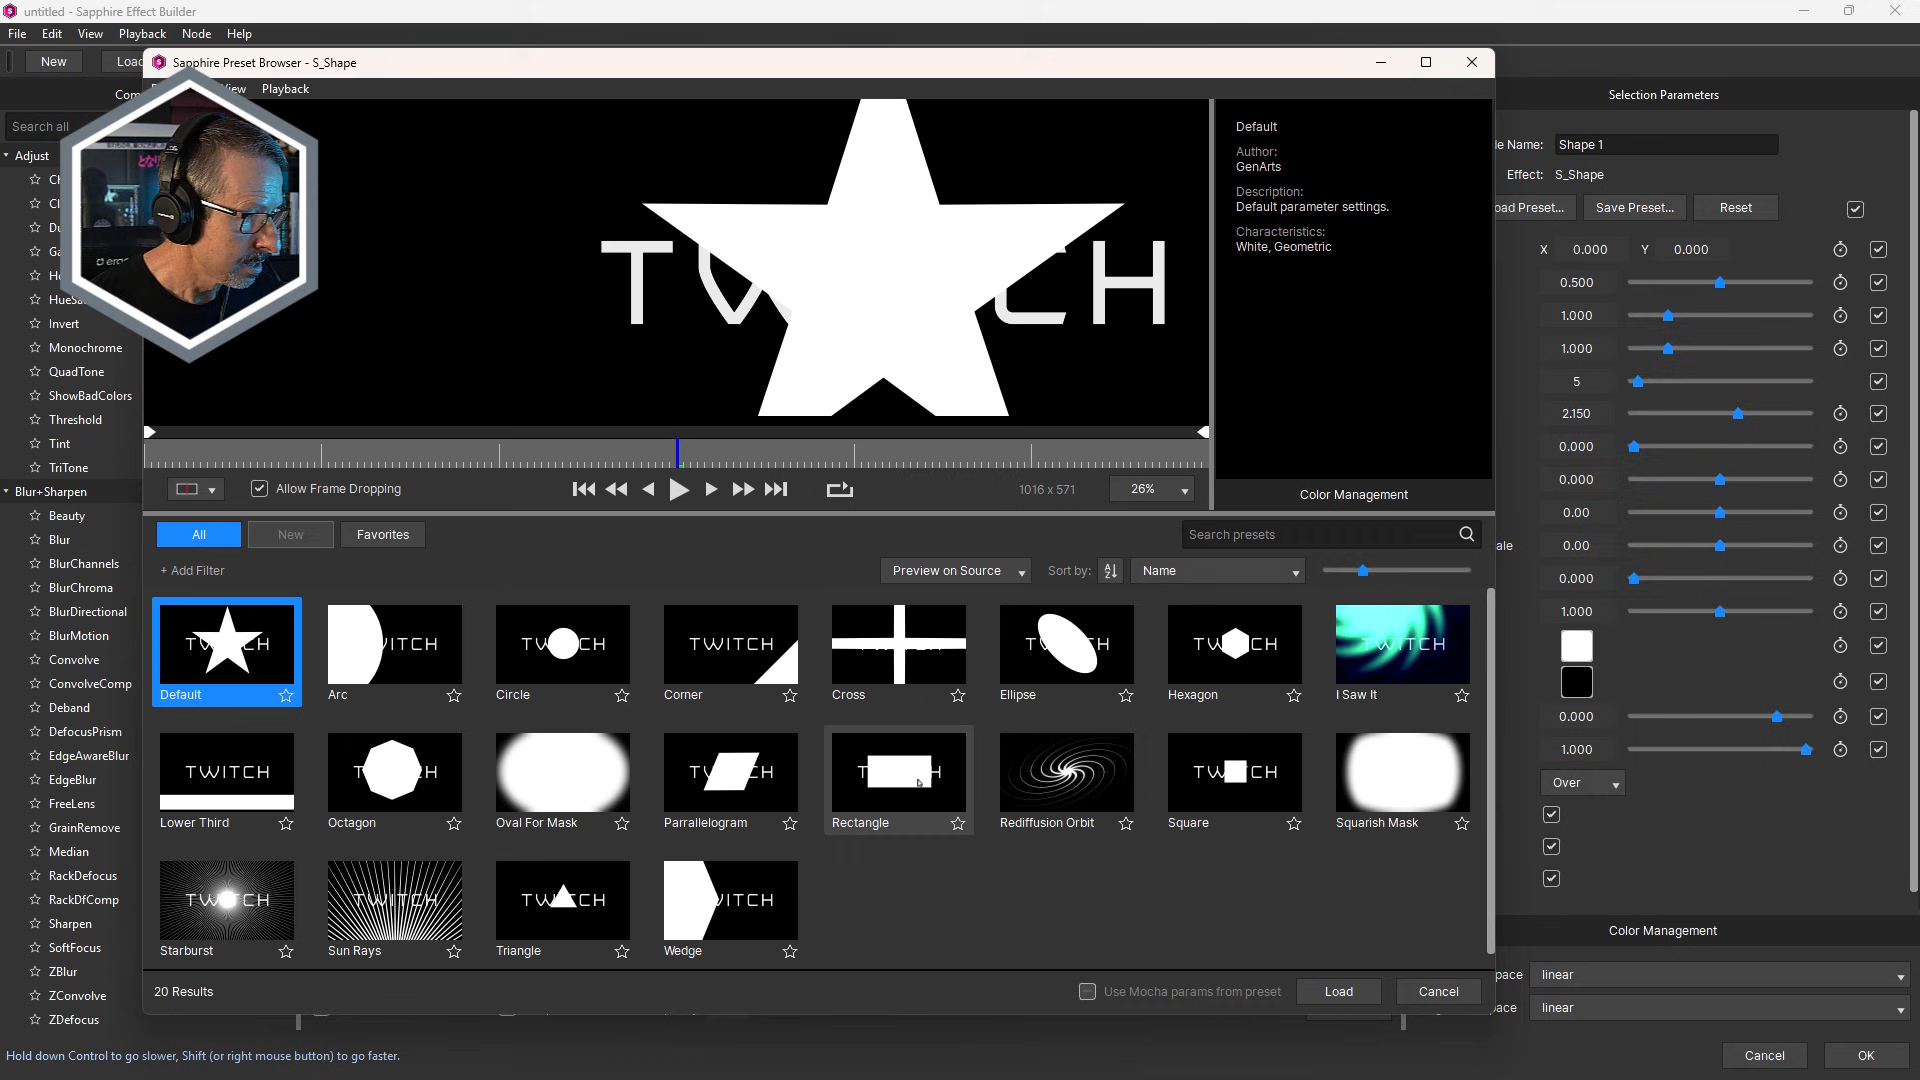 untitled - Sapphire Effect Builder
File Edit View Playback Node Help
New
Sapphire Preset Browser - S_Shape
Playback
Selection Parameters
Search all
Adjust
HueSa
Invert
Monochrome
QuadTone
ShowBadColors
Threshold
Tint
TriTone
Blur+Sharpen
Beauty
Blur
BlurChannels
BlurChroma
BlurDirectional
BlurMotion
Convolve
ConvolveComp
Deband
DefocusPrism
EdgeAwareBlur
EdgeBlur
FreeLens
GrainRemove
Median
RackDefocus
RackDfComp
Sharpen
SoftFocus
ZBlur
ZConvolve
ZDefocus
Default
Author:
GenArts
Description:
Default parameter settings.
Characteristics:
White, Geometric
Color Management
Allow Frame Dropping
1016 x 571
26%
All New Favorites
Search presets
+ Add Filter
Preview on Source
Sort by:
Name
Default
Arc
Circle
Corner
Cross
Ellipse
Hexagon
I Saw It
Lower Third
Octagon
Oval For Mask
Parrallelogram
Rectangle
Rediffusion Orbit
Square
Squarish Mask
Starburst
Sun Rays
Triangle
Wedge
TWITCH
20 Results
Use Mocha params from preset
Load
Cancel
Name: Shape 1
Effect: S_Shape
Preset... Save Preset... Reset
X 0.000 Y 0.000
0.500
1.000
1.000
5
2.150
0.000
0.000
0.00
0.00
0.000
1.000
0.000
1.000
Over
Color Management
linear
linear
Hold down Control to go slower, Shift (or right mouse button) to go faster.
Cancel
OK